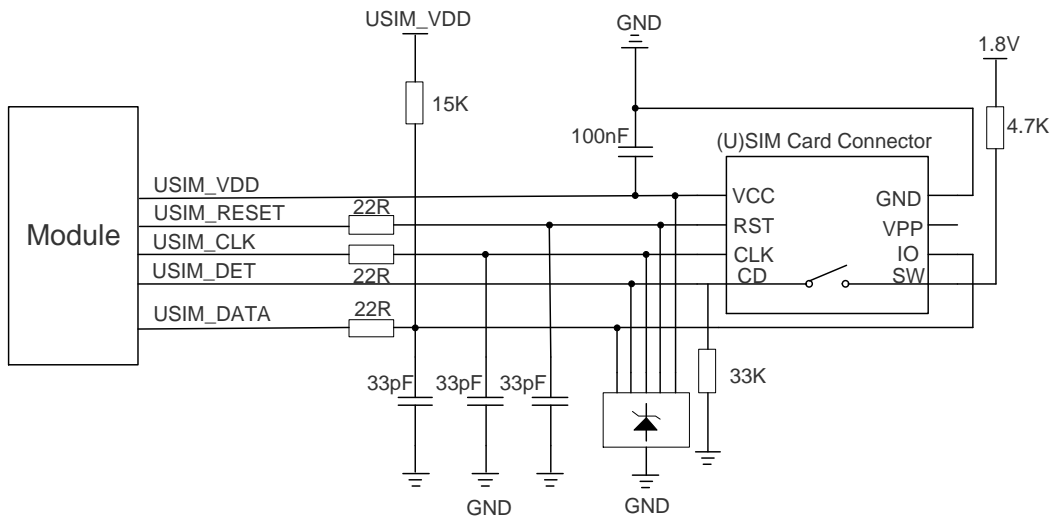 USIM_VDD
GND
1.8V
15K
4.7K
100nF
(U)SIM Card Connector
Module
USIM_VDD
USIM_RESET
22R
USIM_CLK
USIM_DET
22R
USIM_DATA
22R
VCC
GND
RST
VPP
CLK
IO
CD
SW
33pF
33pF
33pF
33K
GND
GND